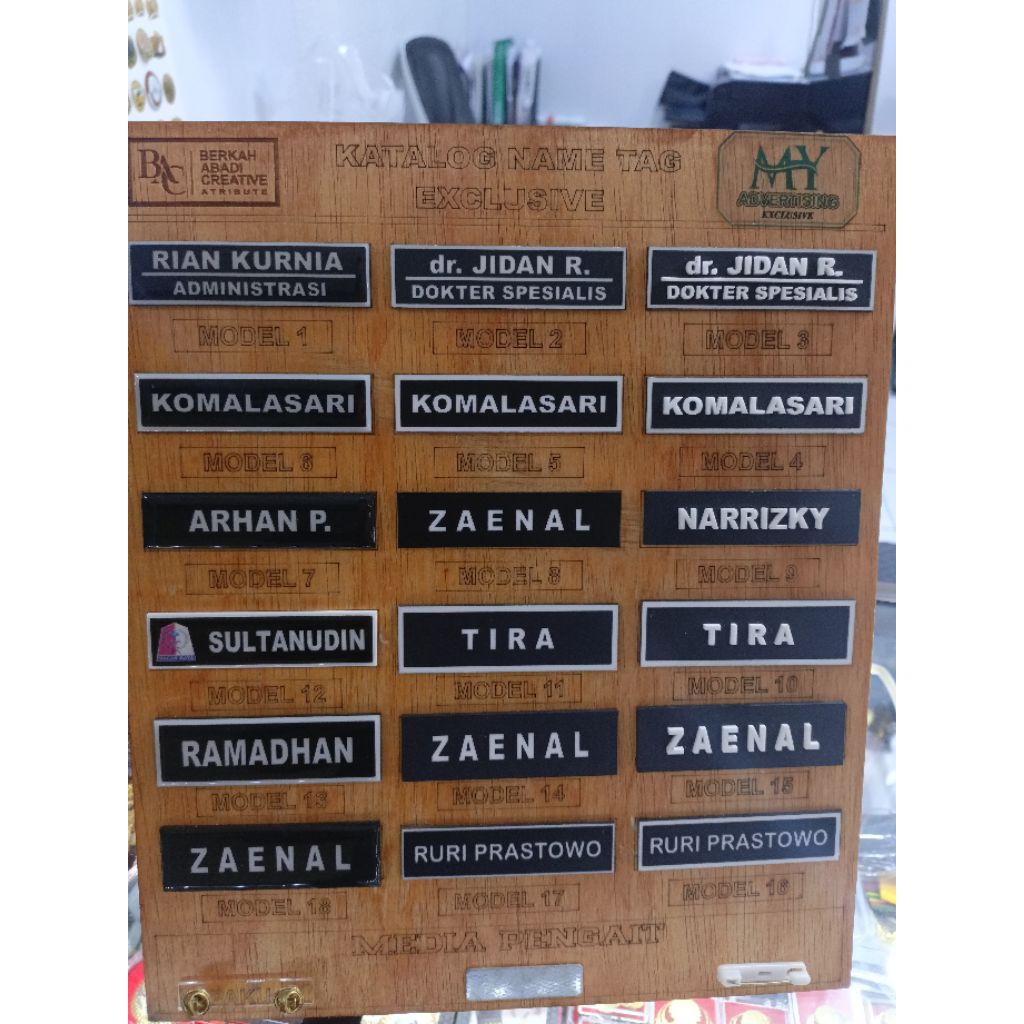 BAC
BERKAH
ABADI
CREATIVE
ATRIBUTE
KATALOG NAME TAG
EXCLUSIVE
MY
ADVERTISING
EXCLUSIVE
RIAN KURNIA
ADMINISTRASI
dr. JIDAN R.
DOKTER SPESIALIS
dr. JIDAN R.
DOKTER SPESIALIS
MODEL 1
MODEL 2
MODEL 3
KOMALASARI
KOMALASARI
KOMALASARI
MODEL 6
MODEL 5
MODEL 4
ARHAN P.
ZAENAL
NARRIZKY
MODEL 7
MODEL 8
MODEL 9
SULTANUDIN
TIRA
TIRA
MODEL 12
MODEL 11
MODEL 10
RAMADHAN
ZAENAL
ZAENAL
MODEL 13
MODEL 14
MODEL 15
ZAENAL
RURI PRASTOWO
RURI PRASTOWO
MODEL 18
MODEL 17
MODEL 16
MEDIA PENGAIT